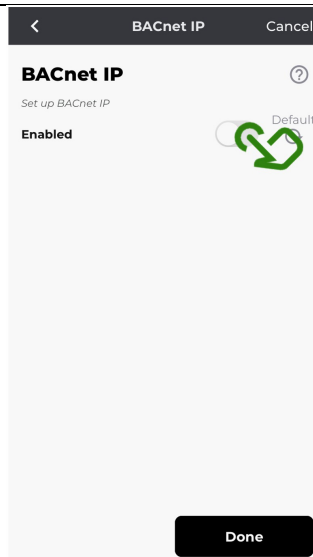 BACnet IP Cancel
BACnet IP
Set up BACnet IP
Default
Enabled
Done